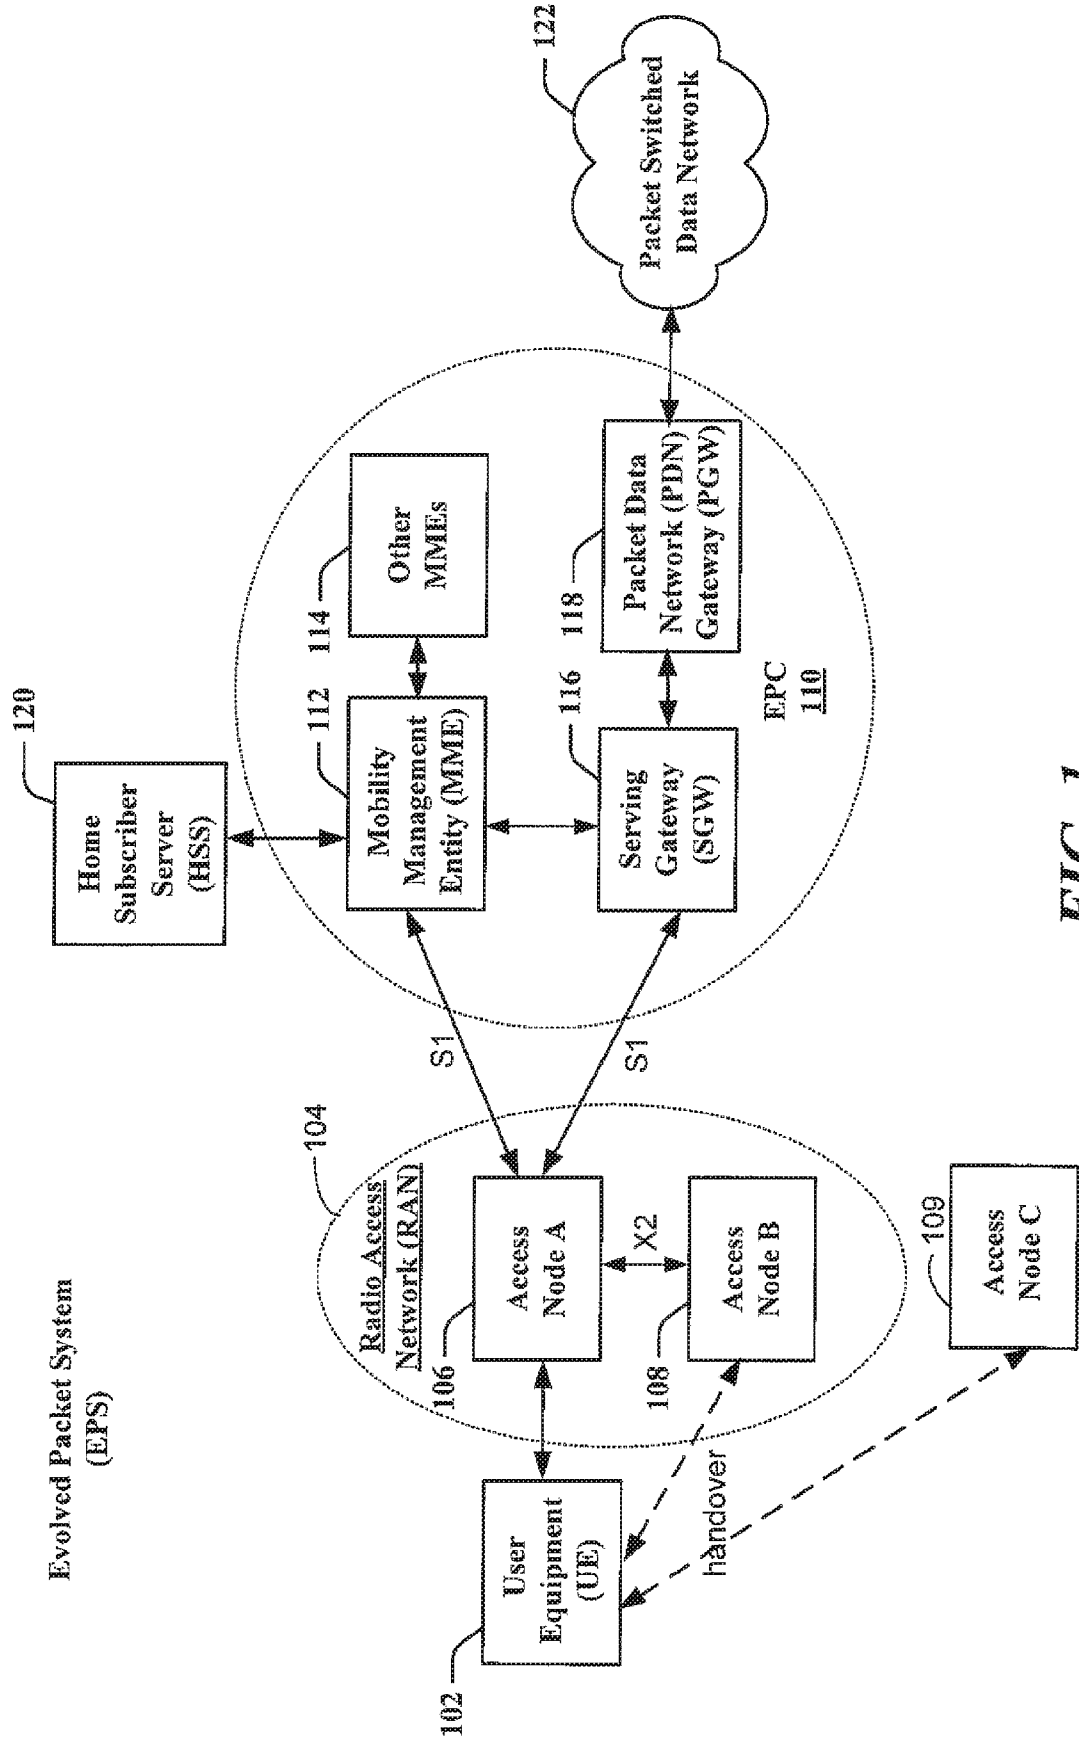 Evolved Packet System
(EPS)
120
Home
Subscriber
Server
(HSS)
104
Radio Access
Network (RAN)
112
Mobility
Management
Entity (MME)
114
Other
MMEs
S1
S1
102
User
Equipment
(UE)
106
Access
Node A
X2
108
Access
Node B
116
Serving
Gateway
(SGW)
118
Packet Data
Network (PDN)
Gateway (PGW)
122
Packet Switched
Data Network
EPC
110
handover
109
Access
Node C
FIG. 1